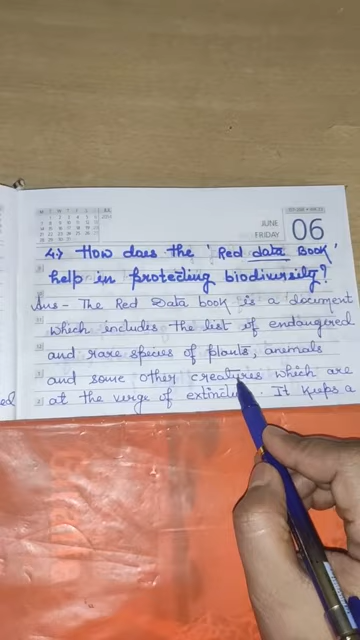 JUNE
FRIDAY 06
4) How does the 'Red data Book'
help in protecting biodiversity?
Ans - The Red Data book is a document
which includes the list of endangured
and rare species of plants, animals
and some other creatures which are
at the verge of extinction. It keeps a